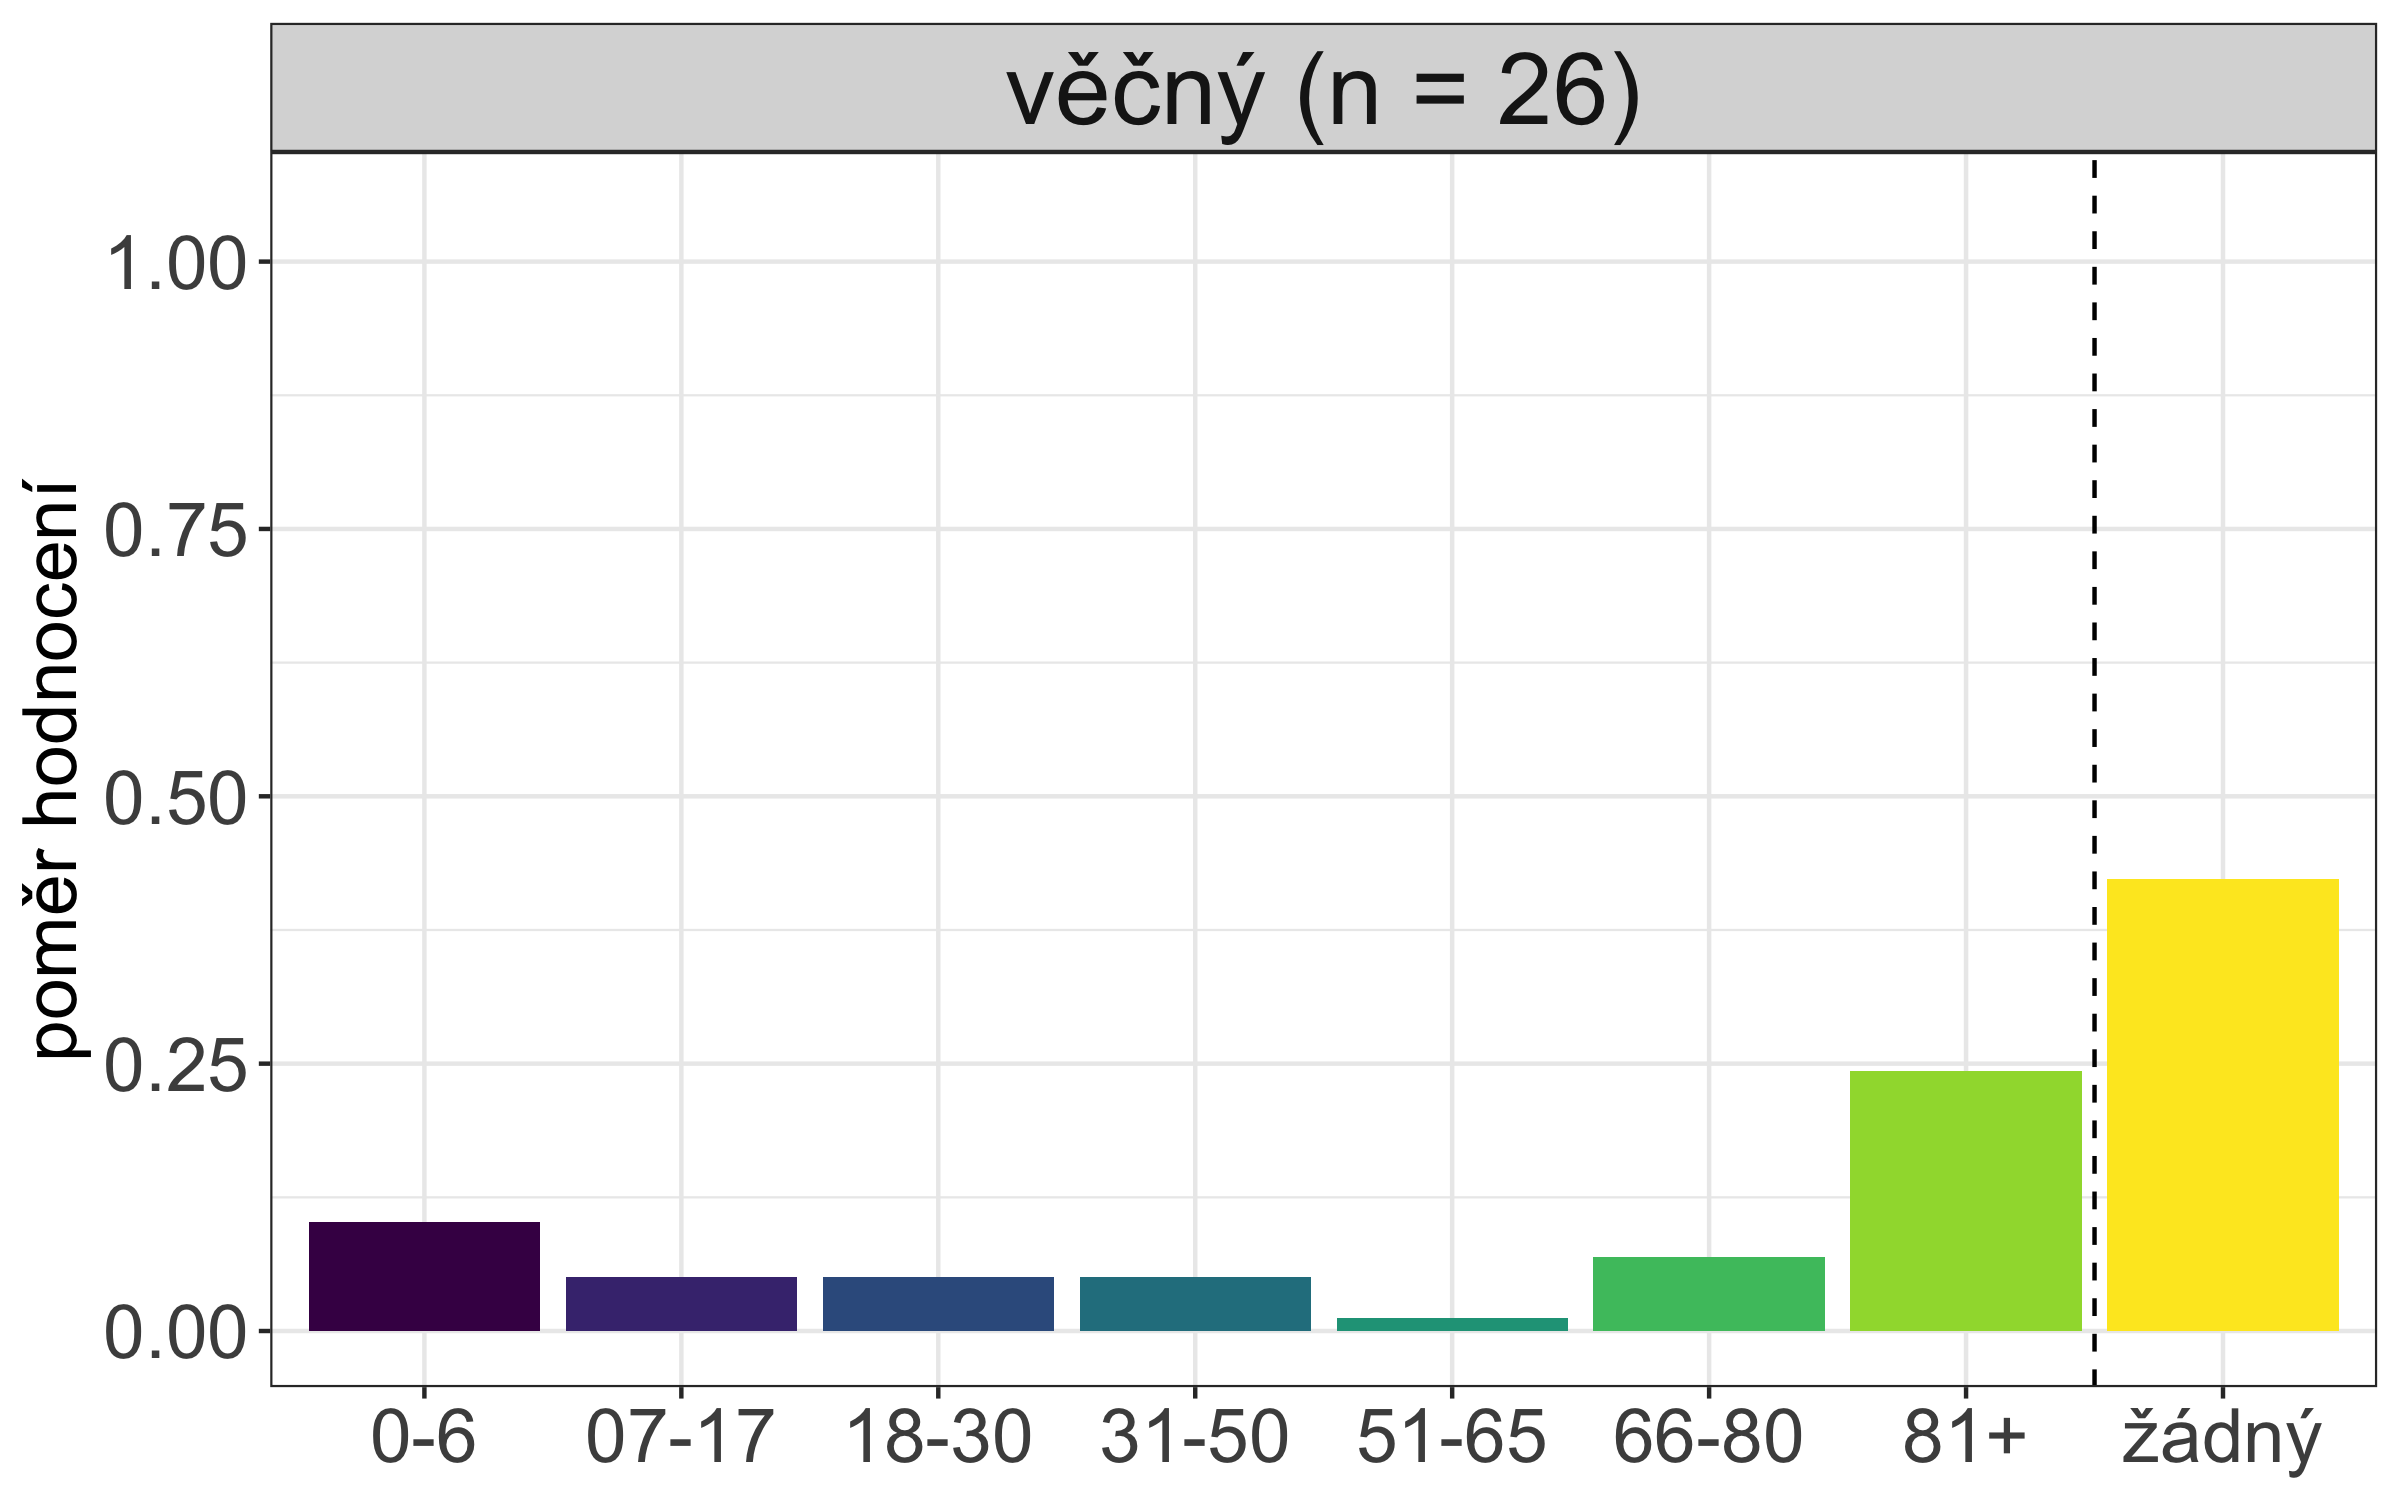 věčný (n = 26)
poměr hodnocení
1.00
0.75
0.50
0.25
0.00
0-6 07-17 18-30 31-50 51-65 66-80 81+ žádný